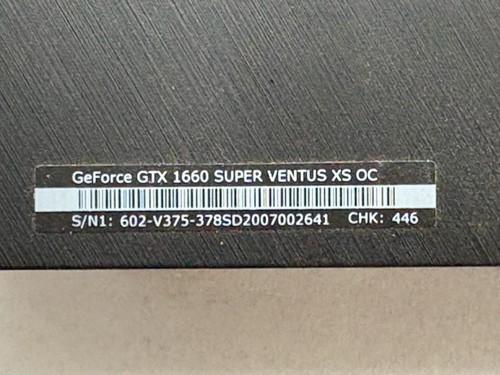 GeForce GTX 1660 SUPER VENTUS XS OC
S/N1: 602-V375-378SD2007002641 CHK: 446